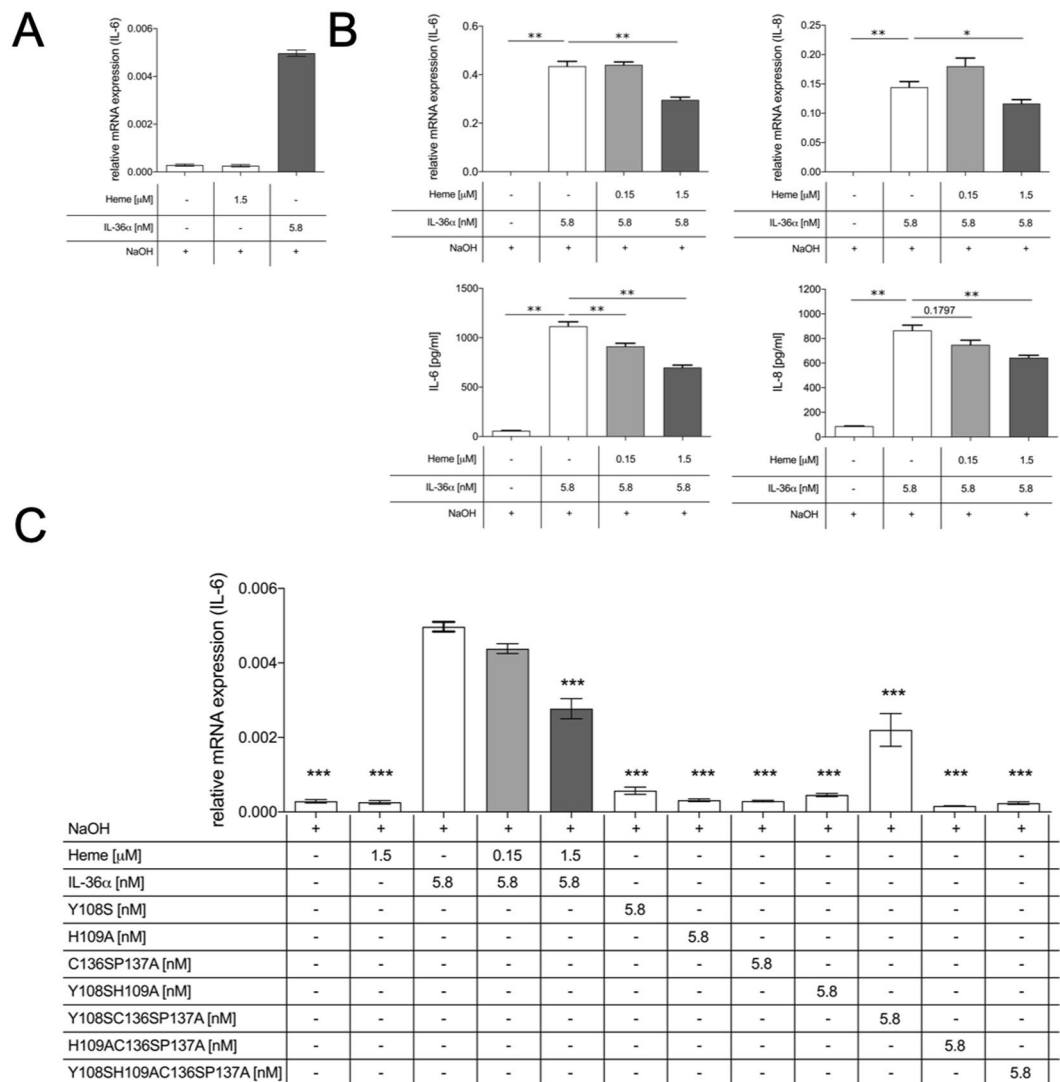 A
relative mRNA expression (IL-6)
0.006
0.004
0.002
0.000
Heme [µM] - 1.5 -
IL-36α [nM] - - 5.8
NaOH + + +
B
relative mRNA expression (IL-6)
0.6
0.4
0.2
0.0
** **
Heme [µM] - - 0.15 1.5
IL-36α [nM] - 5.8 5.8 5.8
NaOH + + + +
relative mRNA expression (IL-8)
0.20
0.15
0.10
0.05
0.00
** *
Heme [µM] - - 0.15 1.5
IL-36α [nM] - 5.8 5.8 5.8
NaOH + + + +
IL-6 [pg/ml]
1500
1000
500
0
**
** **
Heme [µM] - - 0.15 1.5
IL-36α [nM] - 5.8 5.8 5.8
NaOH + + + +
IL-8 [pg/ml]
1200
1000
800
600
400
200
0
** **
0.1797
Heme [µM] - - 0.15 1.5
IL-36α [nM] - 5.8 5.8 5.8
NaOH + + + +
C
relative mRNA expression (IL-6)
0.006
0.004
0.002
0.000
*** *** *** *** *** *** *** *** *** ***
NaOH + + + + + + + + + + + +
Heme [µM] - 1.5 - 0.15 1.5 - - - - - - -
IL-36α [nM] - - 5.8 5.8 5.8 - - - - - - -
Y108S [nM] - - - - - 5.8 - - - - - -
H109A [nM] - - - - - - 5.8 - - - - -
C136SP137A [nM] - - - - - - - 5.8 - - - -
Y108SH109A [nM] - - - - - - - - 5.8 - - -
Y108SC136SP137A [nM] - - - - - - - - - 5.8 - -
H109AC136SP137A [nM] - - - - - - - - - - 5.8 -
Y108SH109AC136SP137A [nM] - - - - - - - - - - - 5.8